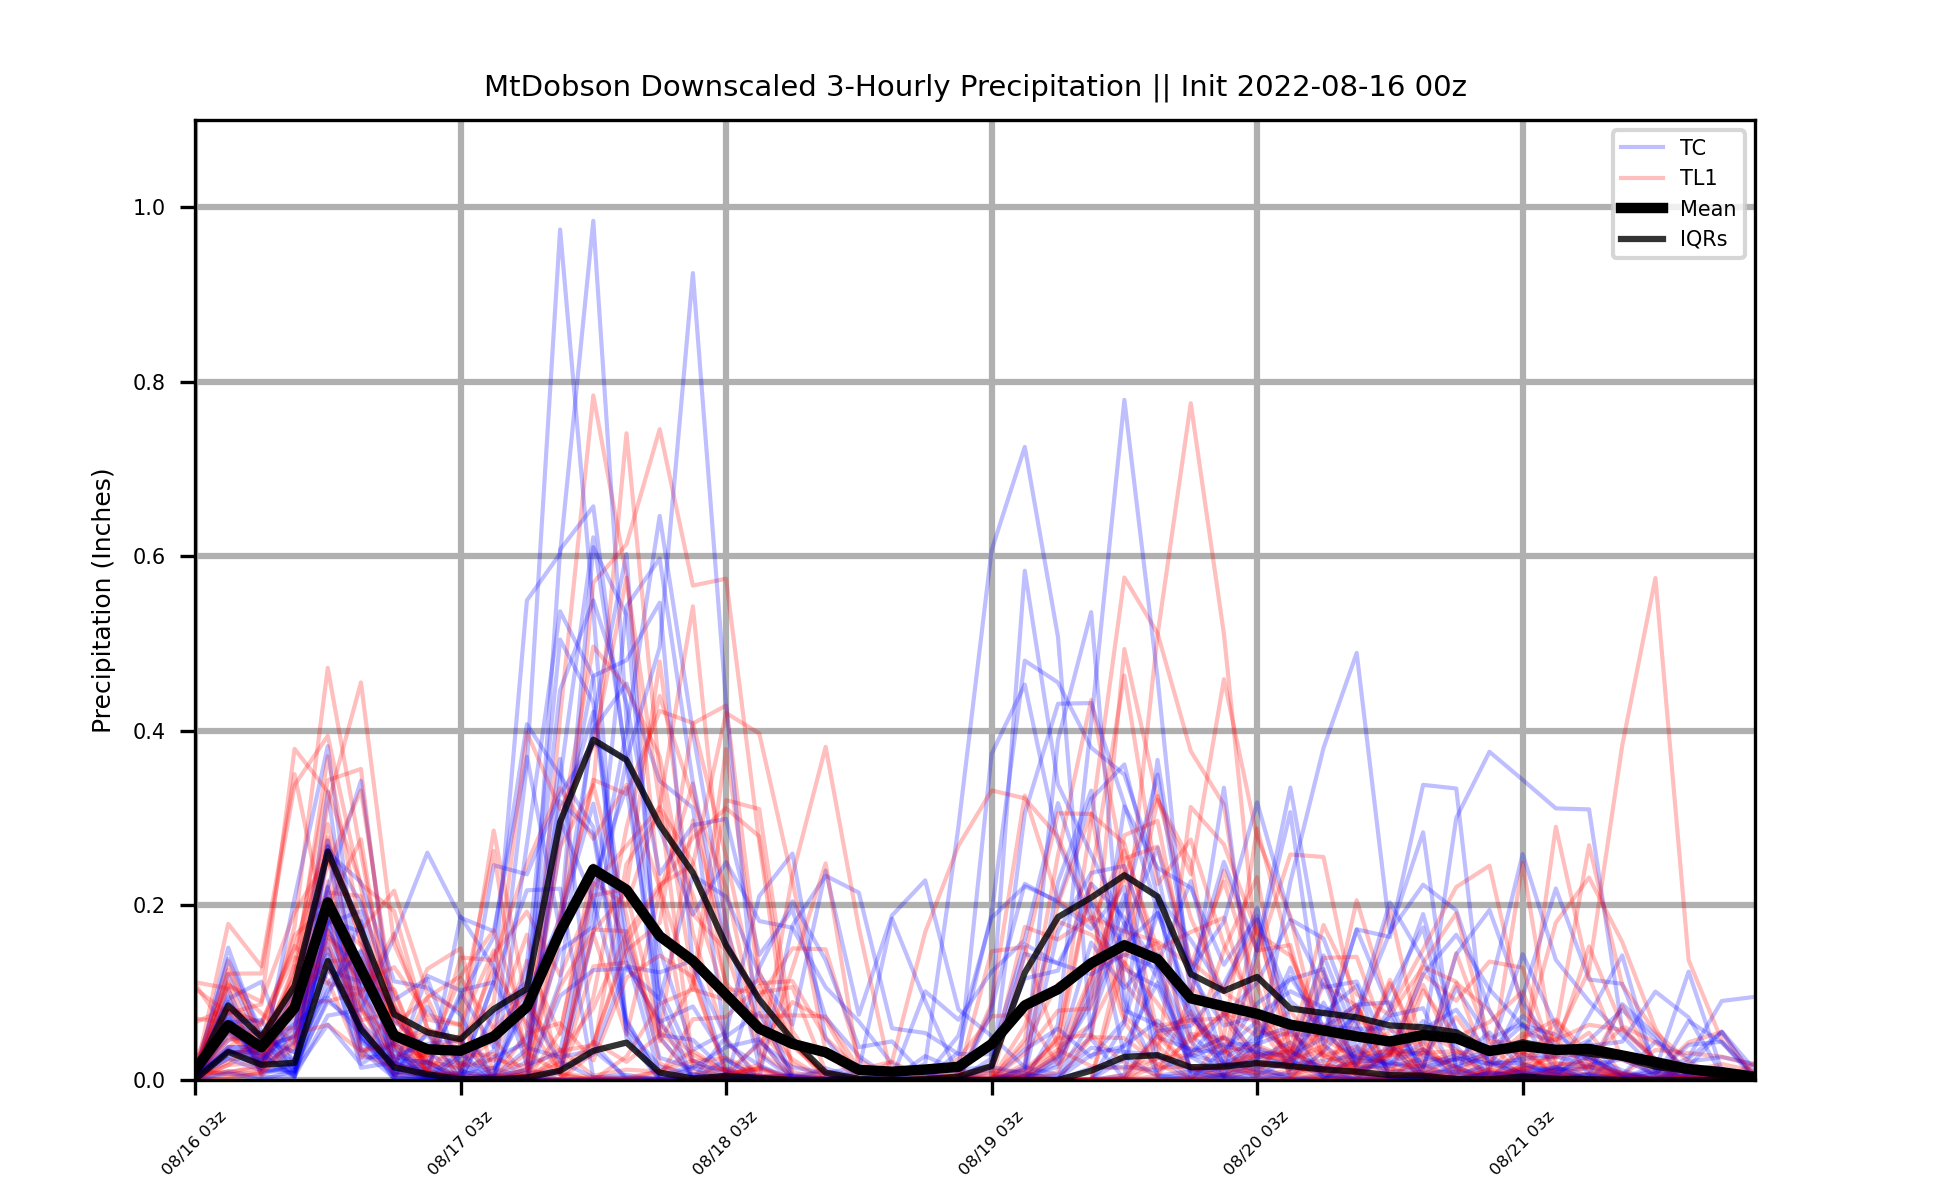 MtDobson Downscaled 3-Hourly Precipitation || Init 2022-08-16 00z
TC
TL1
Mean
IQRs
Precipitation (Inches)
1.0
0.8
0.6
0.4
0.2
0.0
08/16 03z
08/17 03z
08/18 03z
08/19 03z
08/20 03z
08/21 03z